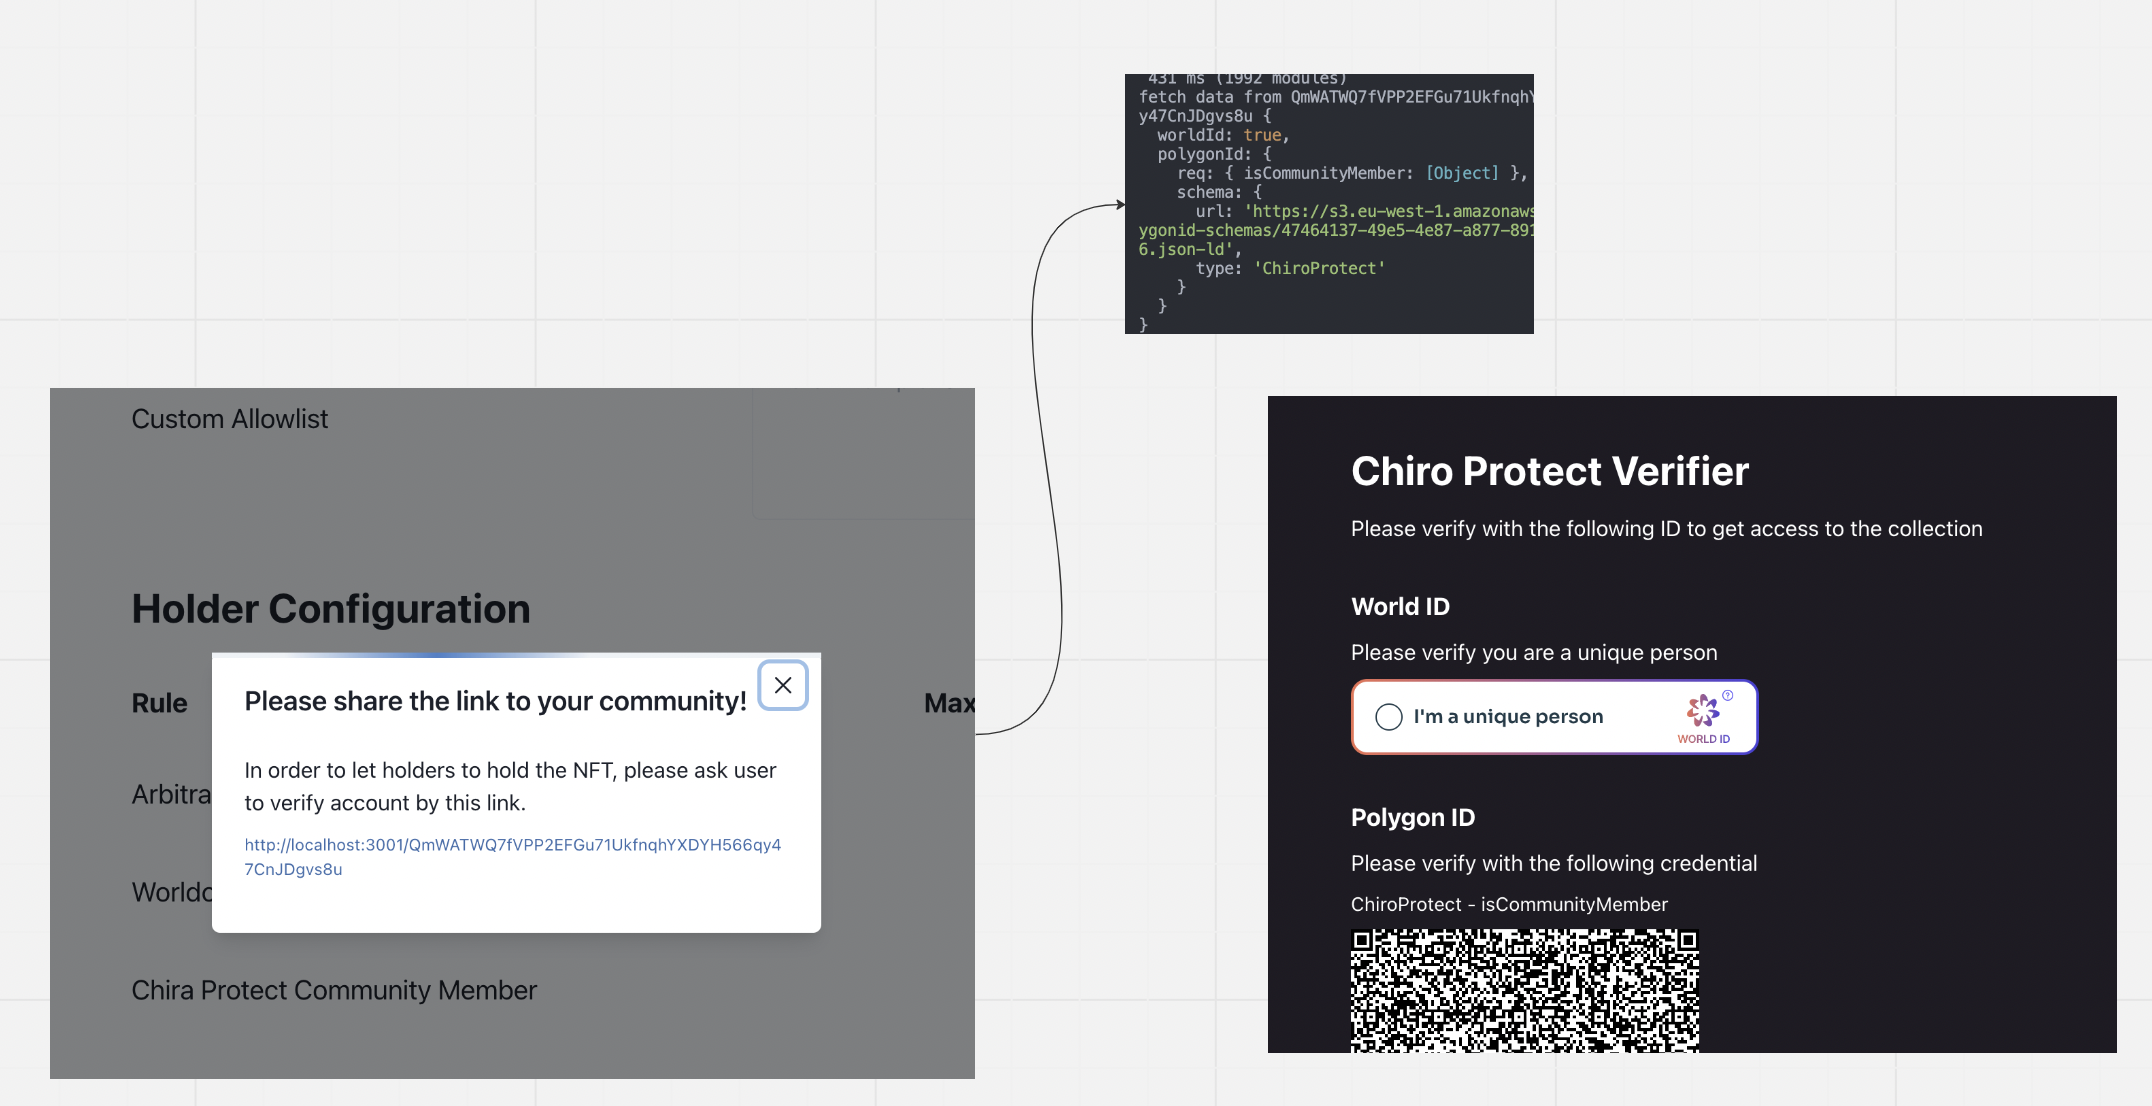 431 ms (1992 modules)
fetch data from QmWATWQ7fVPP2EFGu71UkfnqhY
y47CnJDgvs8u {
worldId: true,
polygonId: {
req: { isCommunityMember: [Object] },
schema: {
url: 'https://s3.eu-west-1.amazonaws
ygonid-schemas/47464137-49e5-4e87-a877-891
6.json-ld',
type: 'ChiroProtect'
}
}
}
Custom Allowlist
Holder Configuration
Rule
Max
Please share the link to your community!
In order to let holders to hold the NFT, please ask user
to verify account by this link.
http://localhost:3001/QmWATWQ7fVPP2EFGu71UkfnqhYXDYH566qy4
7CnJDgvs8u
Arbitra
Worldc
Chira Protect Community Member
Chiro Protect Verifier
Please verify with the following ID to get access to the collection
World ID
Please verify you are a unique person
I'm a unique person
?
WORLD ID
Polygon ID
Please verify with the following credential
ChiroProtect - isCommunityMember